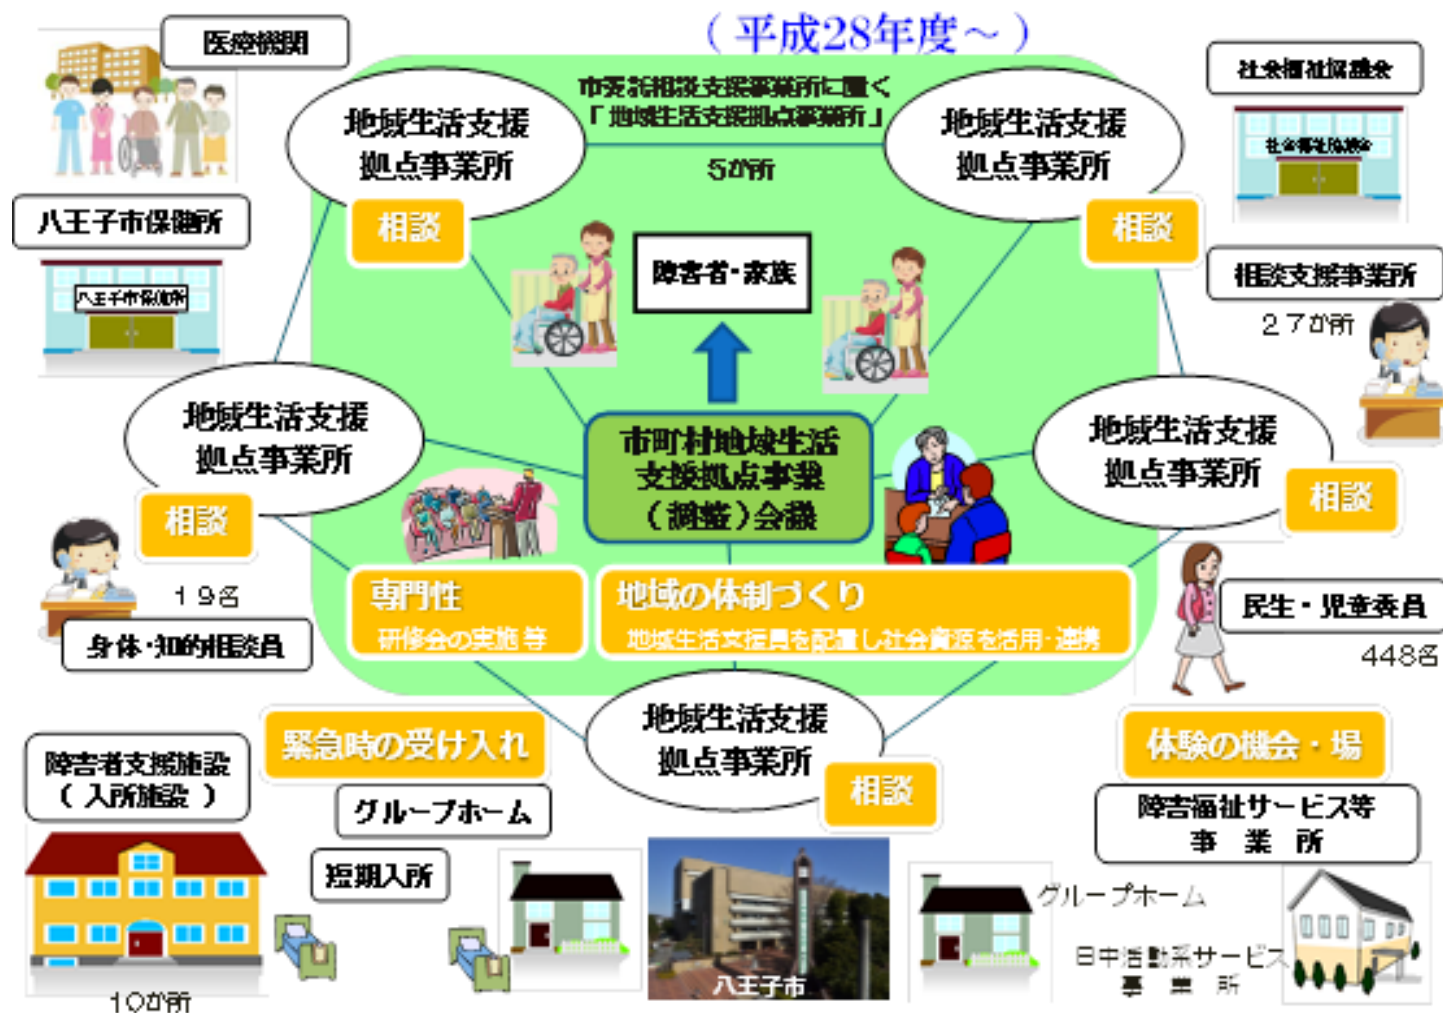 （平成28年度～）
医療機関
社会福祉協議会
市委託相談支援事業所に置く
「地域生活支援拠点事業所」
5か所
地域生活支援
拠点事業所
相談
地域生活支援
拠点事業所
相談
社会福祉協議会
八王子市保健所
八王子市保健所
障害者・家族
相談支援事業所
27か所
地域生活支援
拠点事業所
相談
市町村地域生活
支援拠点事業
（調整）会議
地域生活支援
拠点事業所
相談
19名
身体・知的相談員
専門性
研修会の実施 等
地域の体制づくり
地域生活支援員を配置し社会資源を活用・連携
民生・児童委員
448名
地域生活支援
拠点事業所
相談
緊急時の受け入れ
体験の機会・場
障害者支援施設
（入所施設）
10か所
グループホーム
短期入所
八王子市
障害福祉サービス等
事 業 所
グループホーム
日中活動系サービス
事 業 所